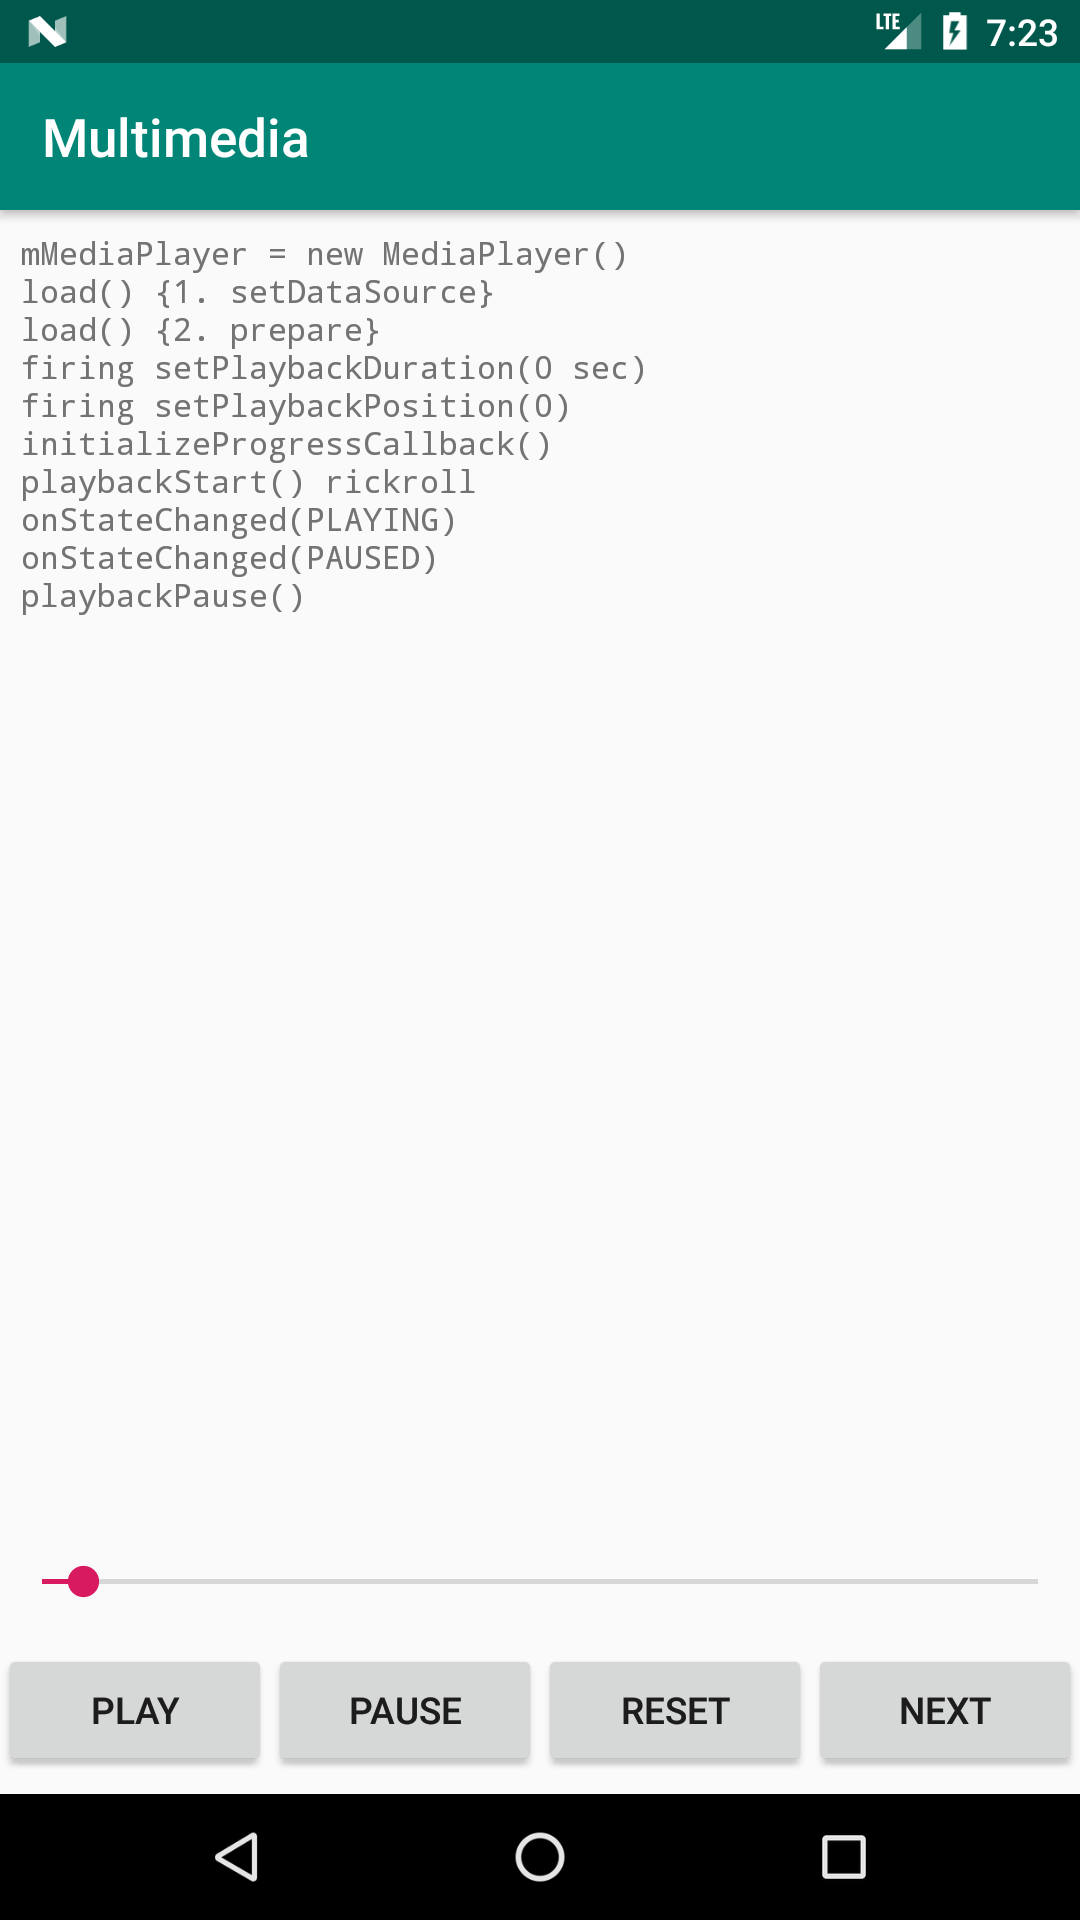 LTE 7:23
Multimedia
mMediaPlayer = new MediaPlayer()
load() {1. setDataSource}
load() {2. prepare}
firing setPlaybackDuration(0 sec)
firing setPlaybackPosition(0)
initializeProgressCallback()
playbackStart() rickroll
onStateChanged(PLAYING)
onStateChanged(PAUSED)
playbackPause()
PLAY PAUSE RESET NEXT